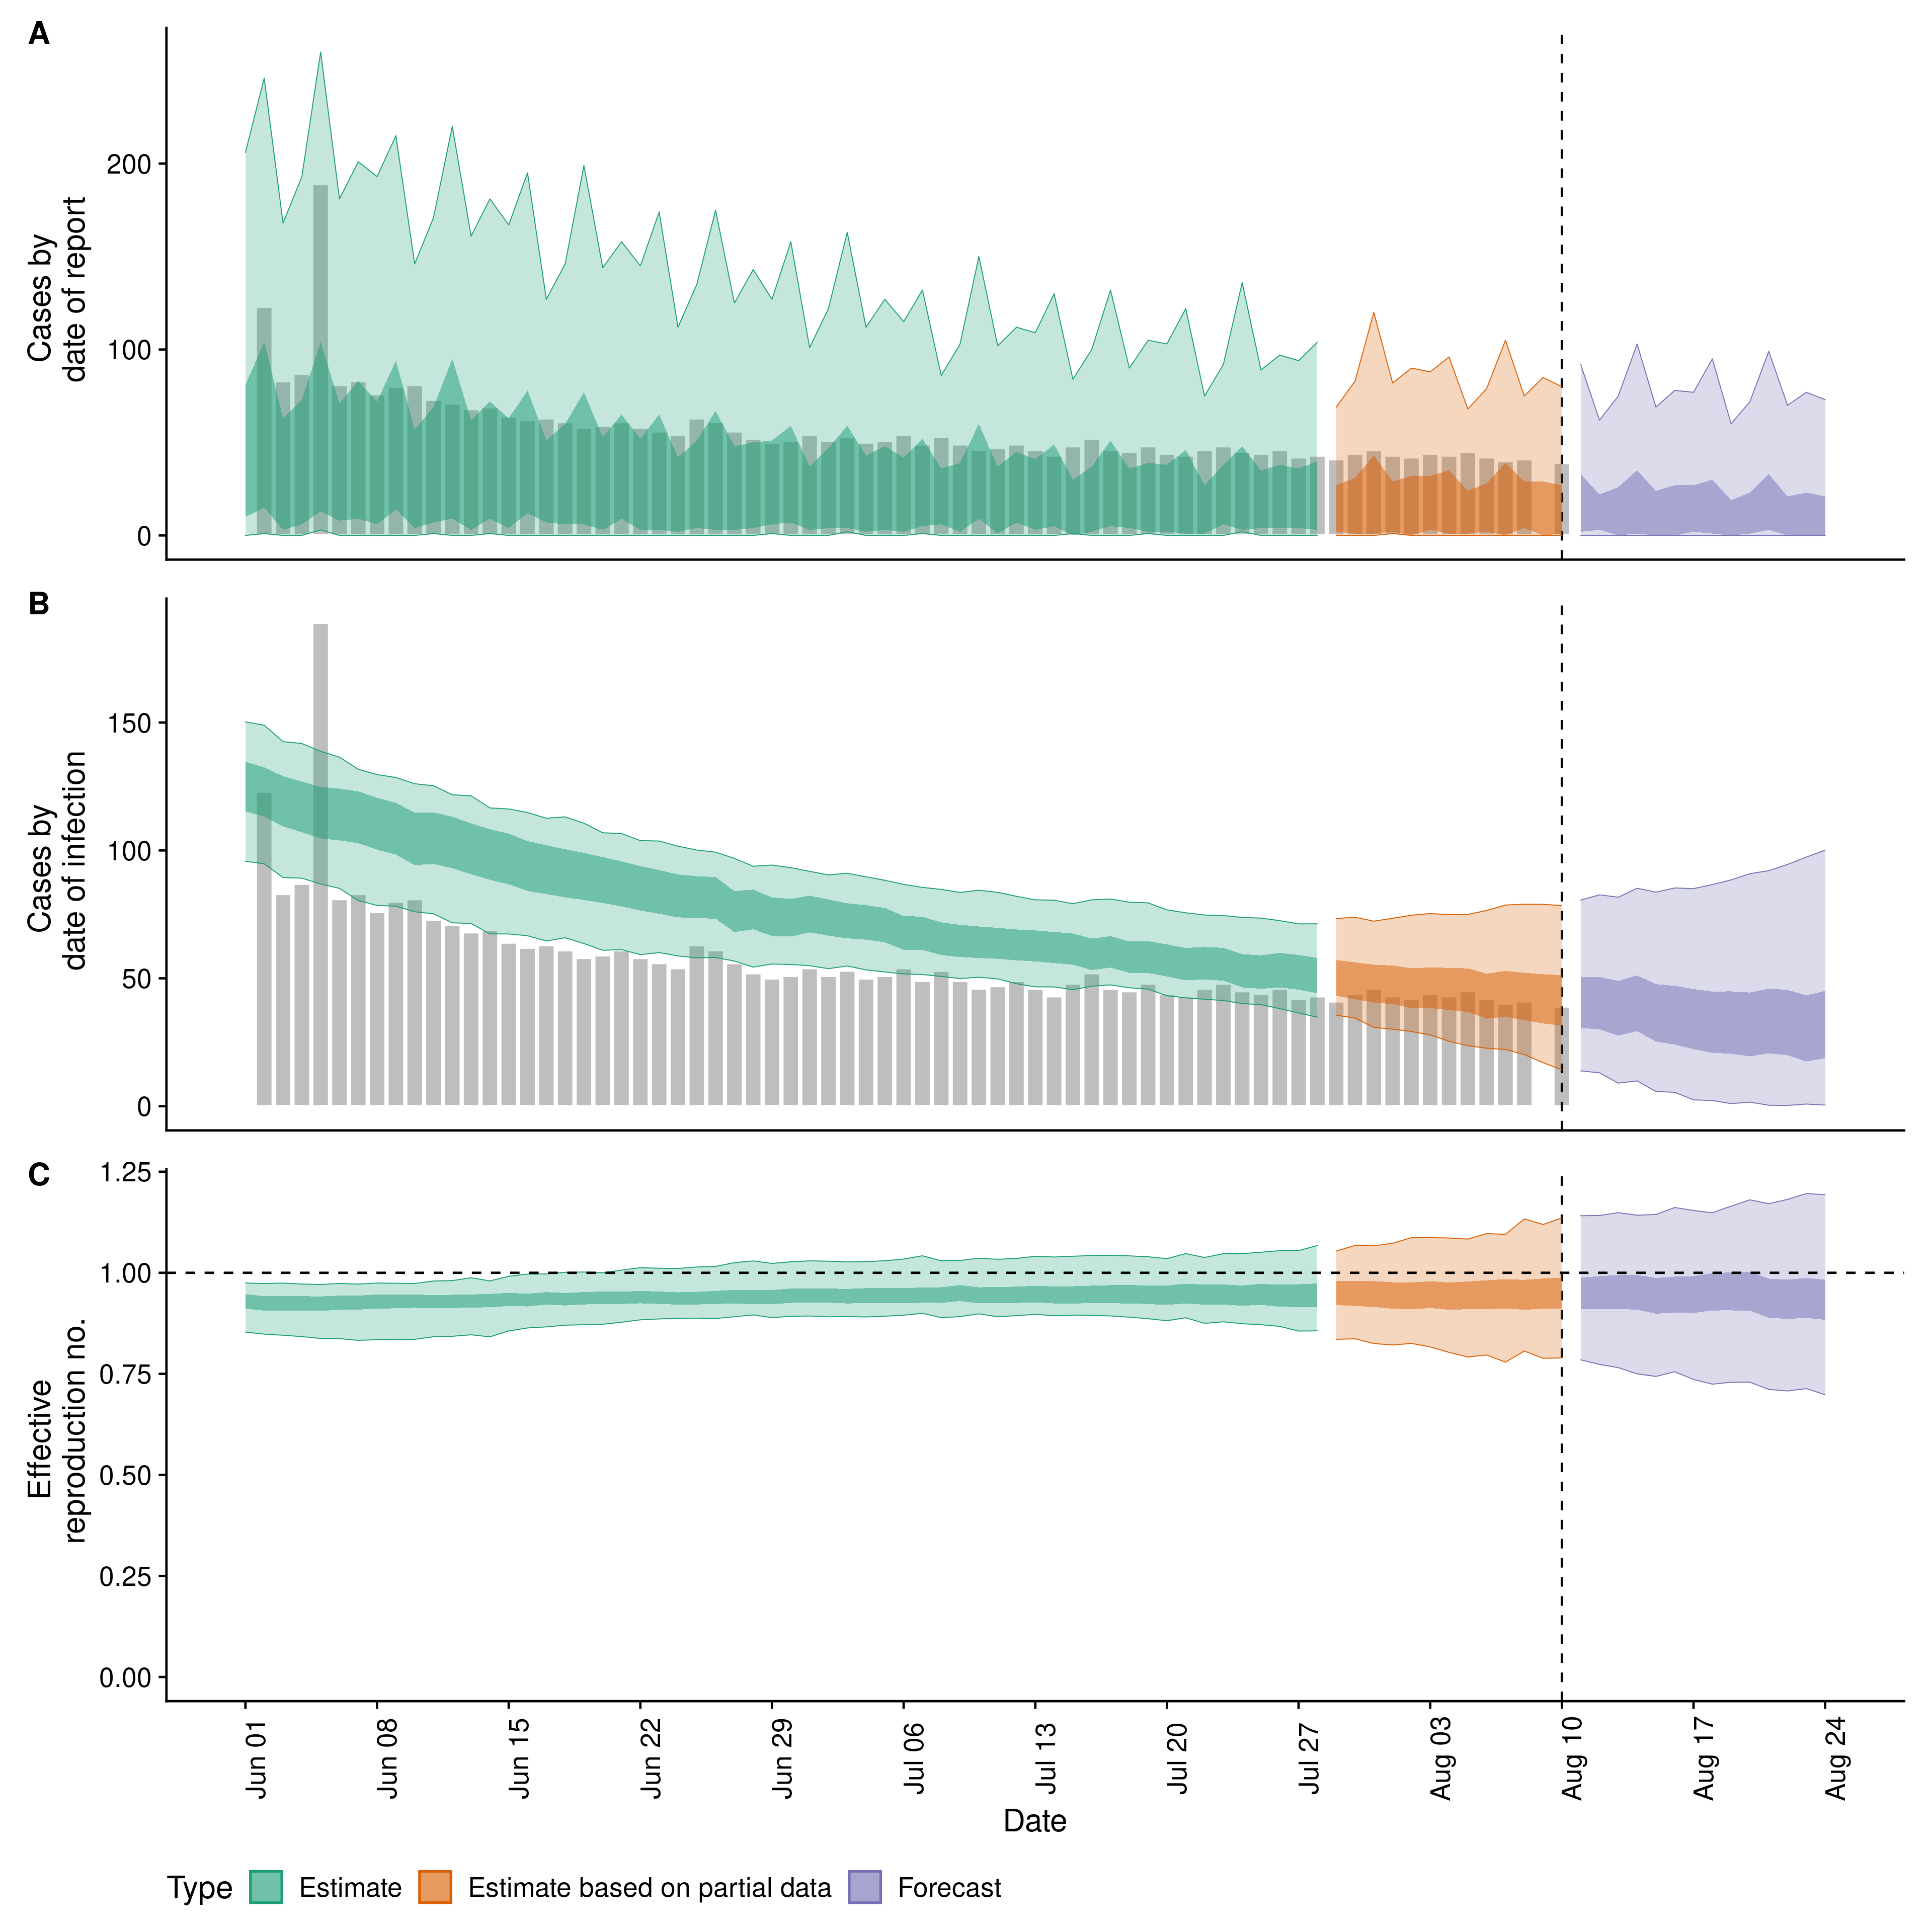 A
Cases by
date of report
200
100
0
B
Cases by
date of infection
150
100
50
0
C
Effective
reproduction no.
1.25
1.00
0.75
0.50
0.25
0.00
Jun 01
Jun 08
Jun 15
Jun 22
Jun 29
Jul 06
Jul 13
Jul 20
Jul 27
Aug 03
Aug 10
Aug 17
Aug 24
Date
Type Estimate Estimate based on partial data Forecast